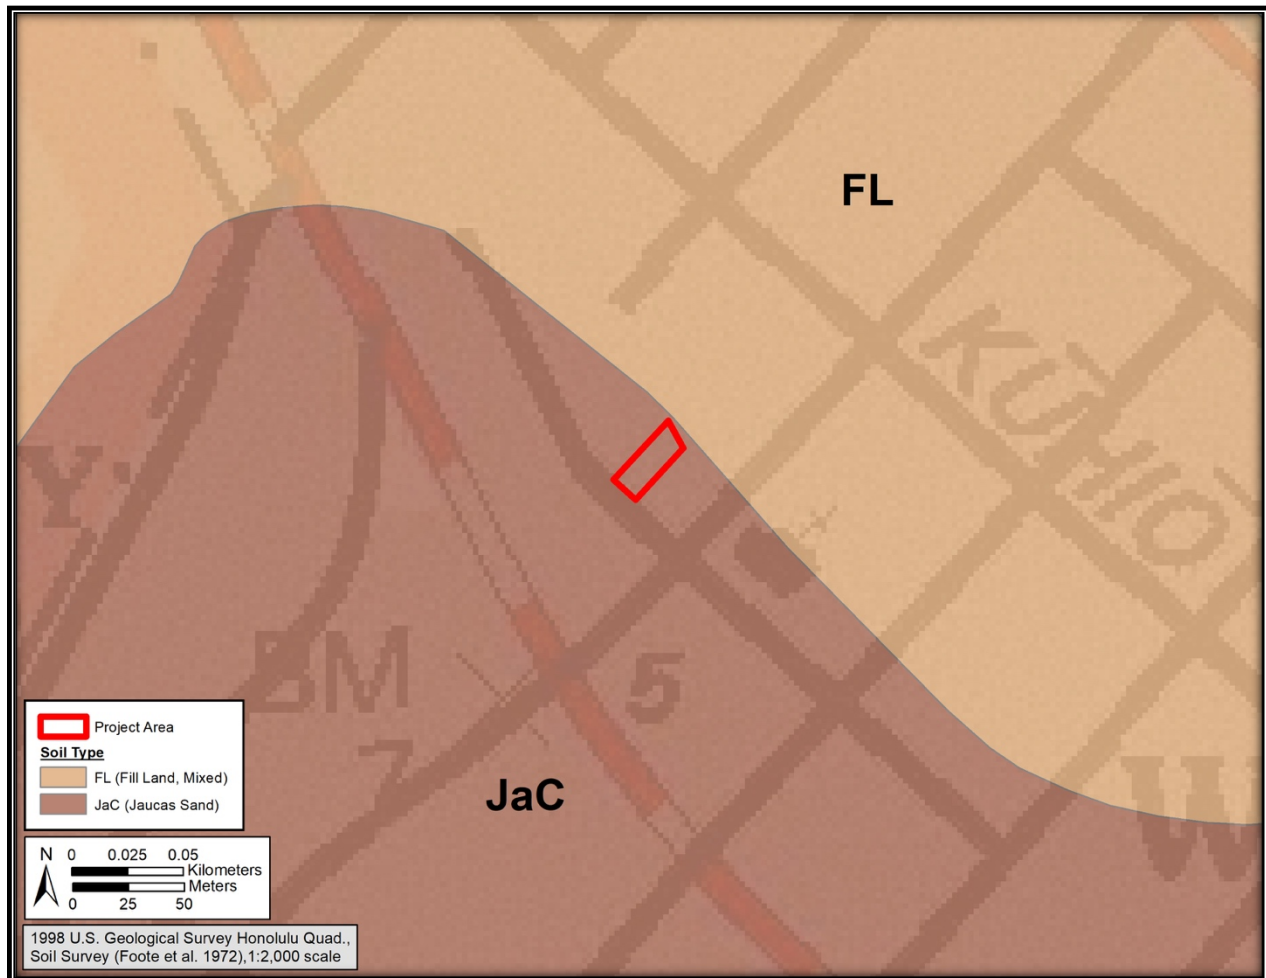 FL
KŪHIŌ
Y.
BM
5
7
JaC
W
Project Area
Soil Type
FL (Fill Land, Mixed)
JaC (Jaucas Sand)
N
0 0.025 0.05
Kilometers
Meters
0 25 50
1998 U.S. Geological Survey Honolulu Quad.,
Soil Survey (Foote et al. 1972),1:2,000 scale